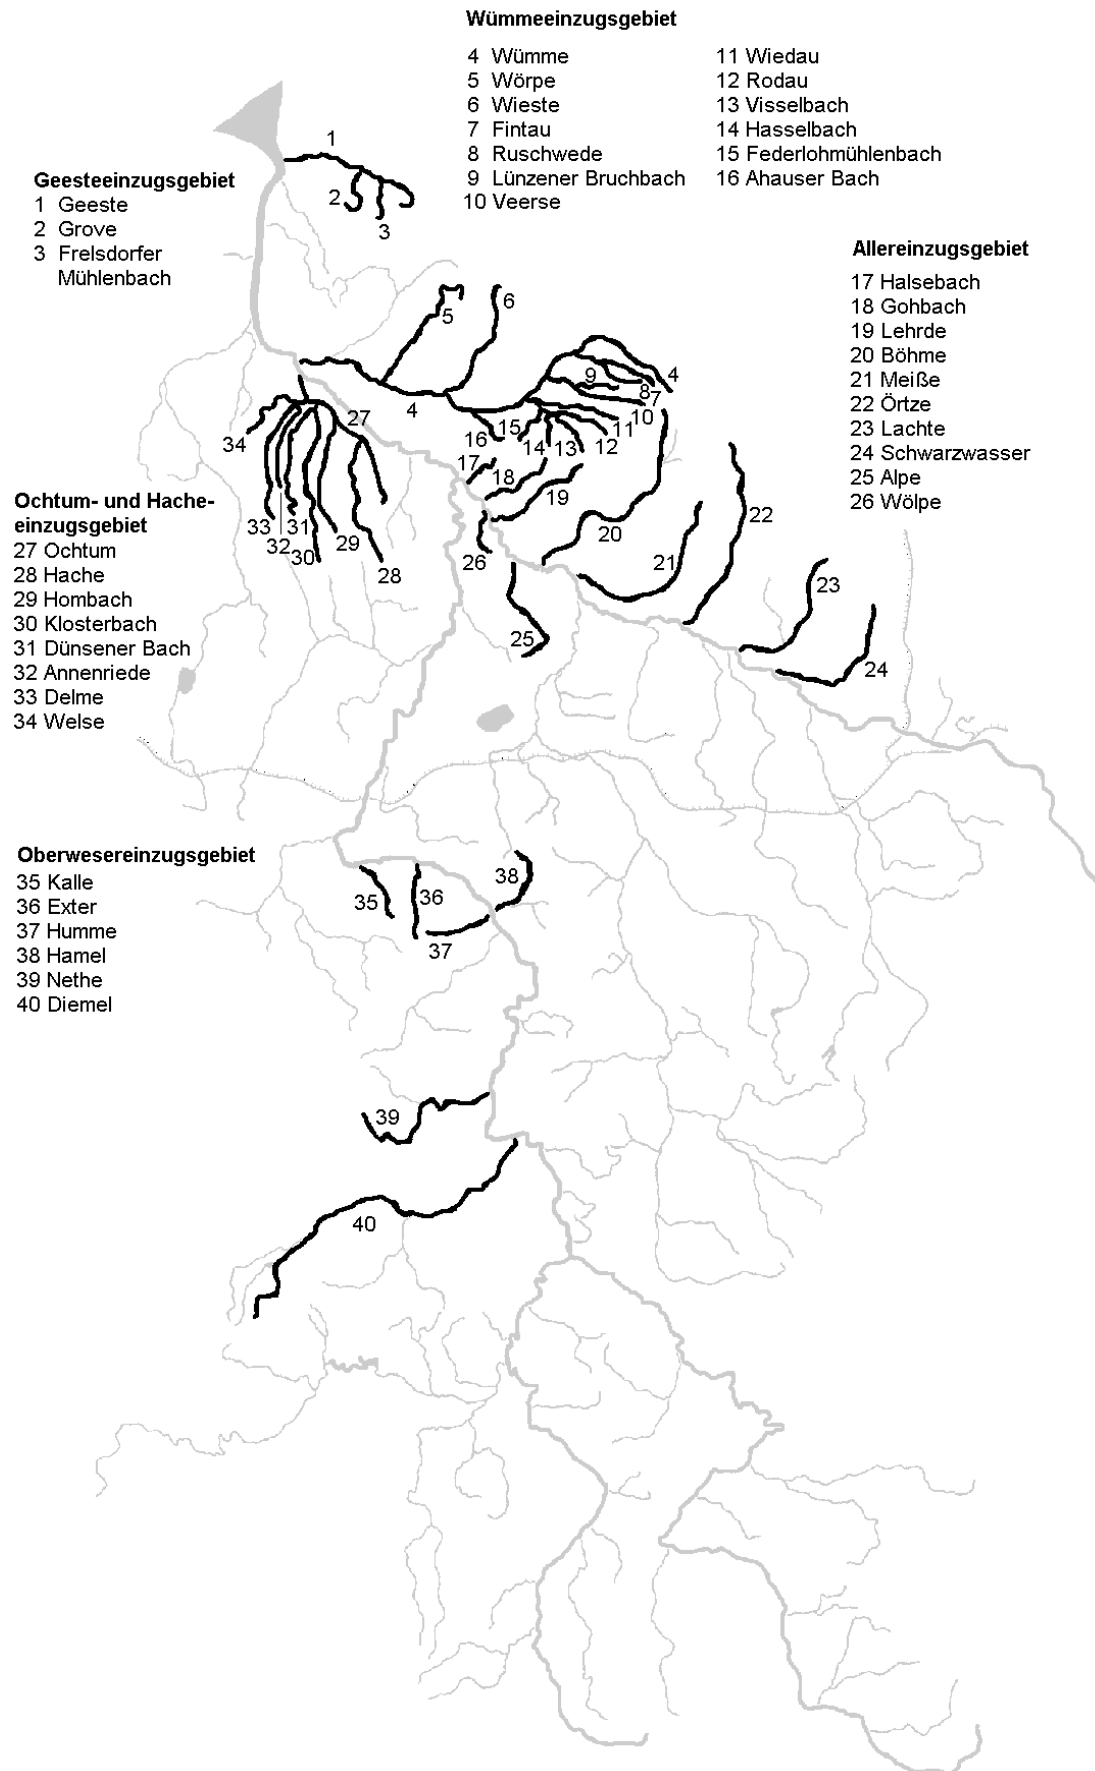 Wümmeeinzugsgebiet
4 Wümme
5 Wörpe
6 Wieste
7 Fintau
8 Ruschwede
9 Lünzener Bruchbach
10 Veerse
11 Wiedau
12 Rodau
13 Visselbach
14 Hasselbach
15 Federlohmühlenbach
16 Ahauser Bach
Geesteeinzugsgebiet
1 Geeste
2 Grove
3 Frelsdorfer
Mühlenbach
Allereinzugsgebiet
17 Halsebach
18 Gohbach
19 Lehrde
20 Böhme
21 Meiße
22 Örtze
23 Lachte
24 Schwarzwasser
25 Alpe
26 Wölpe
Ochtum- und Hache-
einzugsgebiet
27 Ochtum
28 Hache
29 Hombach
30 Klosterbach
31 Dünsener Bach
32 Annenriede
33 Delme
34 Welse
Oberwesereinzugsgebiet
35 Kalle
36 Exter
37 Humme
38 Hamel
39 Nethe
40 Diemel
1
2
3
6
5
4
9
8
7
4
10
27
34
16
15
14
13
12
11
17
18
19
33
32
31
30
29
28
26
20
21
22
23
25
24
35
36
38
37
39
40